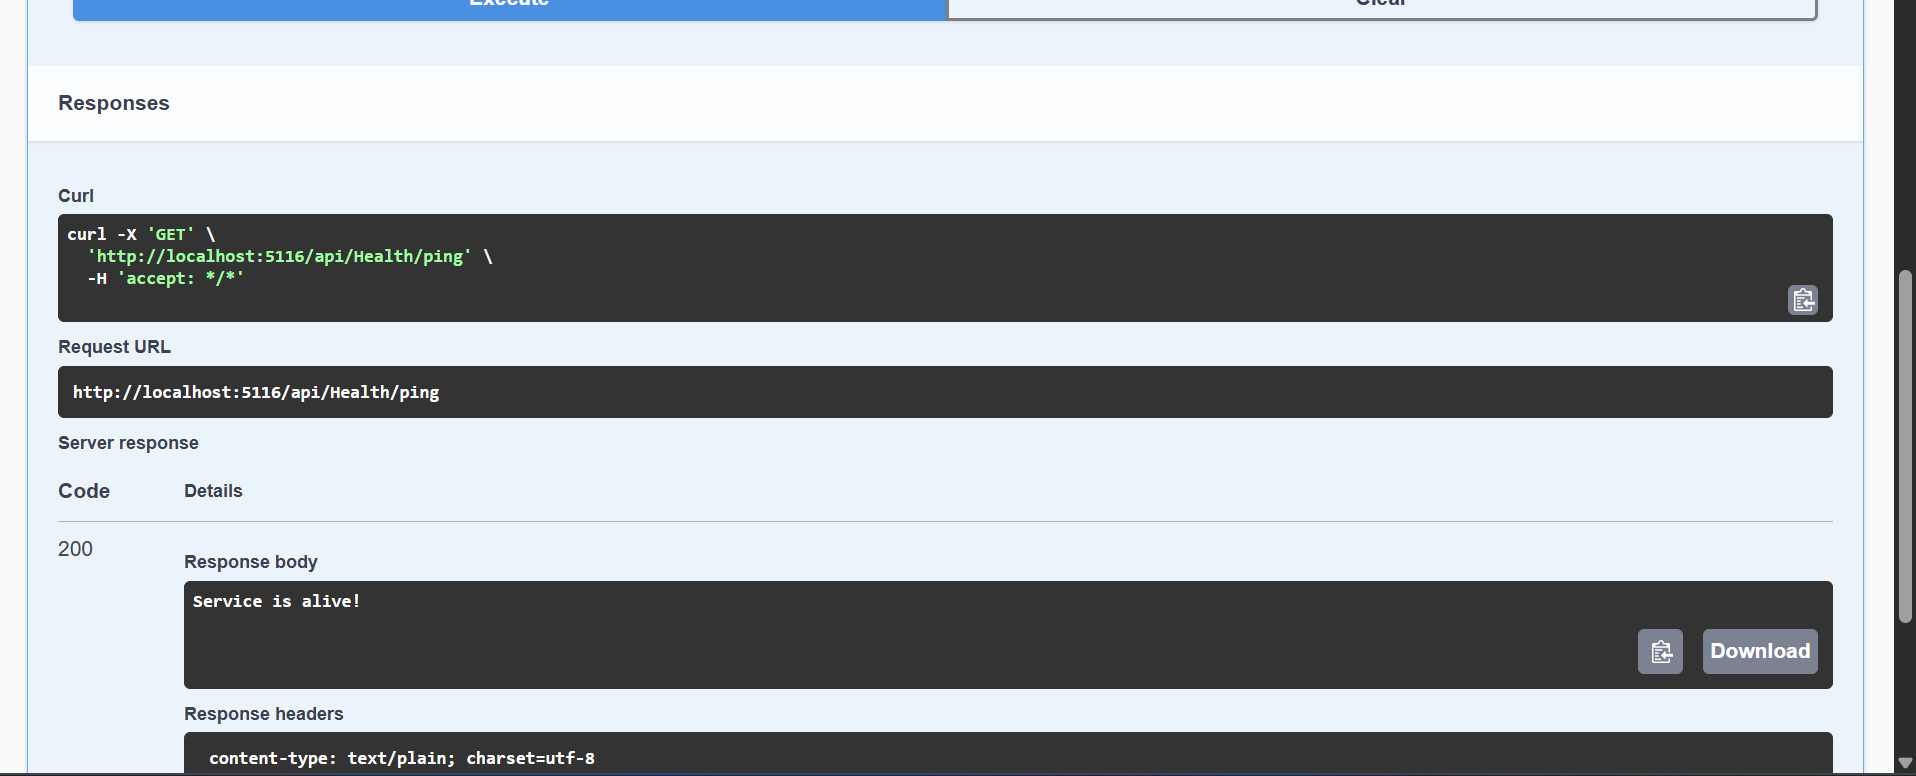 Execute
Clear
Responses
Curl
curl -X 'GET' \
'http://localhost:5116/api/Health/ping' \
-H 'accept: */*'
Request URL
http://localhost:5116/api/Health/ping
Server response
Code
Details
200
Response body
Service is alive!
Download
Response headers
content-type: text/plain; charset=utf-8